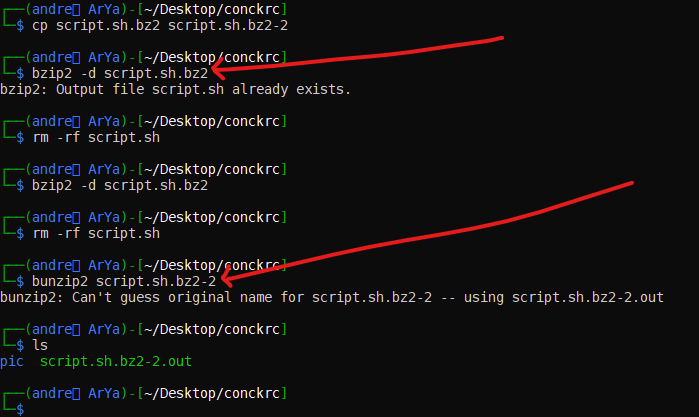 ┌──(andre㉿ArYa)-[~/Desktop/conckrc]
└─$ cp script.sh.bz2 script.sh.bz2-2
┌──(andre㉿ArYa)-[~/Desktop/conckrc]
└─$ bzip2 -d script.sh.bz2
bzip2: Output file script.sh already exists.
┌──(andre㉿ArYa)-[~/Desktop/conckrc]
└─$ rm -rf script.sh
┌──(andre㉿ArYa)-[~/Desktop/conckrc]
└─$ bzip2 -d script.sh.bz2
┌──(andre㉿ArYa)-[~/Desktop/conckrc]
└─$ rm -rf script.sh
┌──(andre㉿ArYa)-[~/Desktop/conckrc]
└─$ bunzip2 script.sh.bz2-2
bunzip2: Can't guess original name for script.sh.bz2-2 -- using script.sh.bz2-2.out
┌──(andre㉿ArYa)-[~/Desktop/conckrc]
└─$ ls
pic  script.sh.bz2-2.out
┌──(andre㉿ArYa)-[~/Desktop/conckrc]
└─$